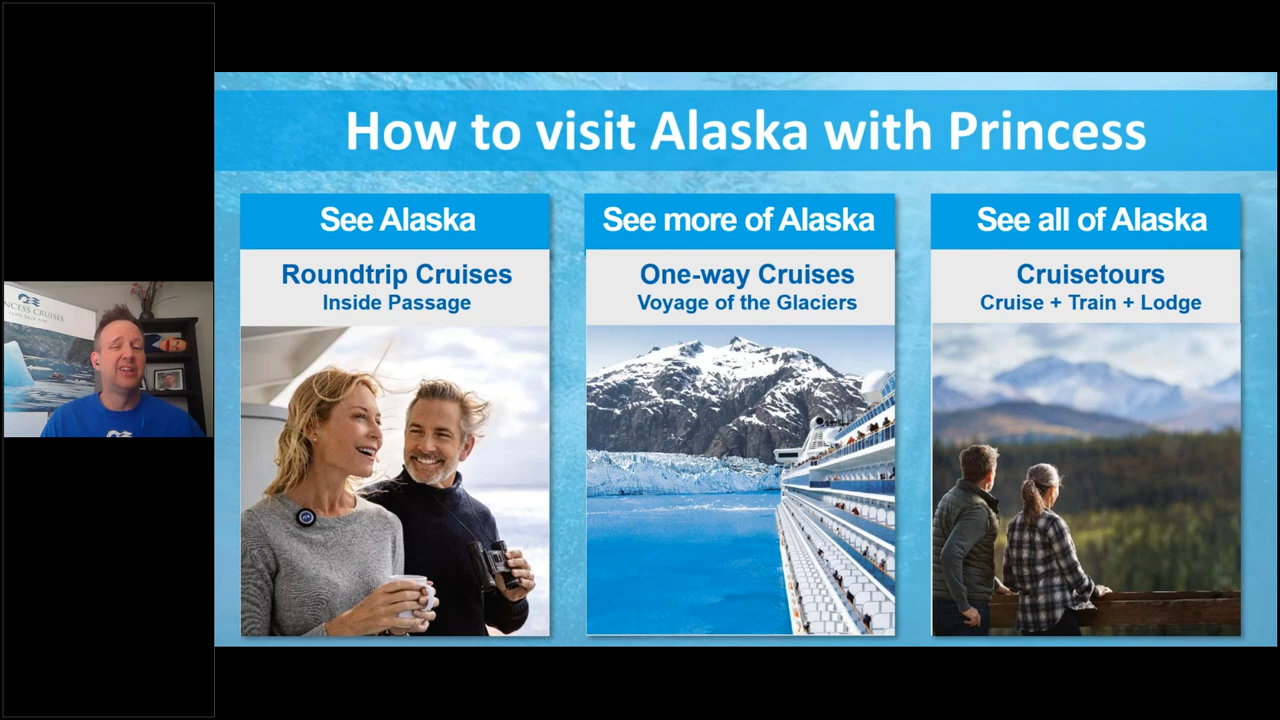 How to visit Alaska with Princess
See Alaska
Roundtrip Cruises
Inside Passage
See more of Alaska
One-way Cruises
Voyage of the Glaciers
See all of Alaska
Cruisetours
Cruise + Train + Lodge
CRUISES